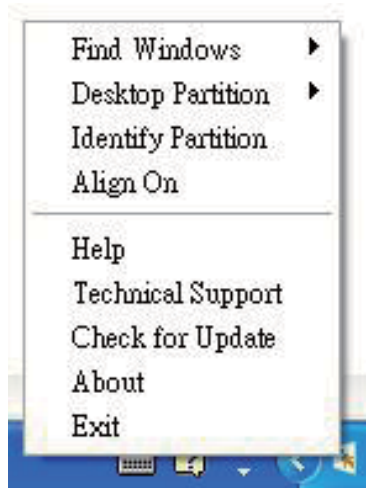 Find Windows
Desktop Partition
Identify Partition
Align On
Help
Technical Support
Check for Update
About
Exit